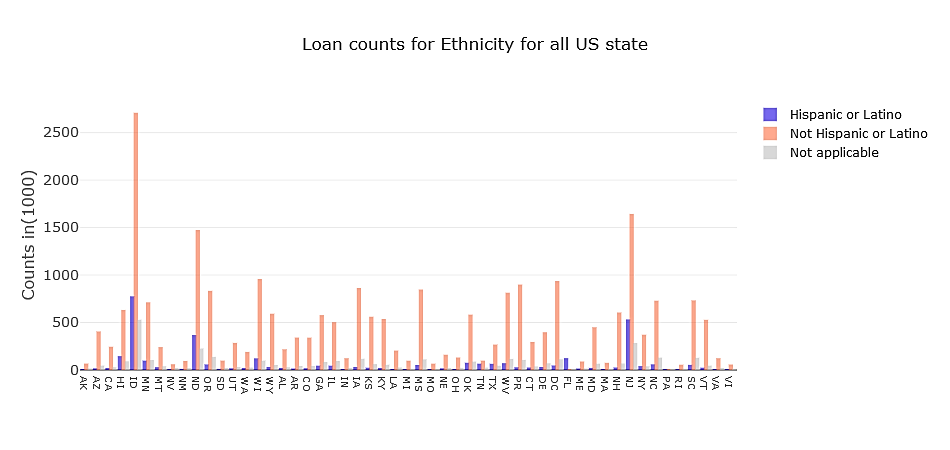 Loan counts for Ethnicity for all US state
Hispanic or Latino
Not Hispanic or Latino
Not applicable
Counts in(1000)
2500
2000
1500
1000
500
0
AK AZ CA HI ID MN MT NV NM ND OR SD UT WA WI WY AL AR CO GA IL IN IA KS KY LA MI MS MO NE OH OK TN TX WV PR CT DE DC FL ME MD MA NH NJ NY NC PA RI SC VT VA VI